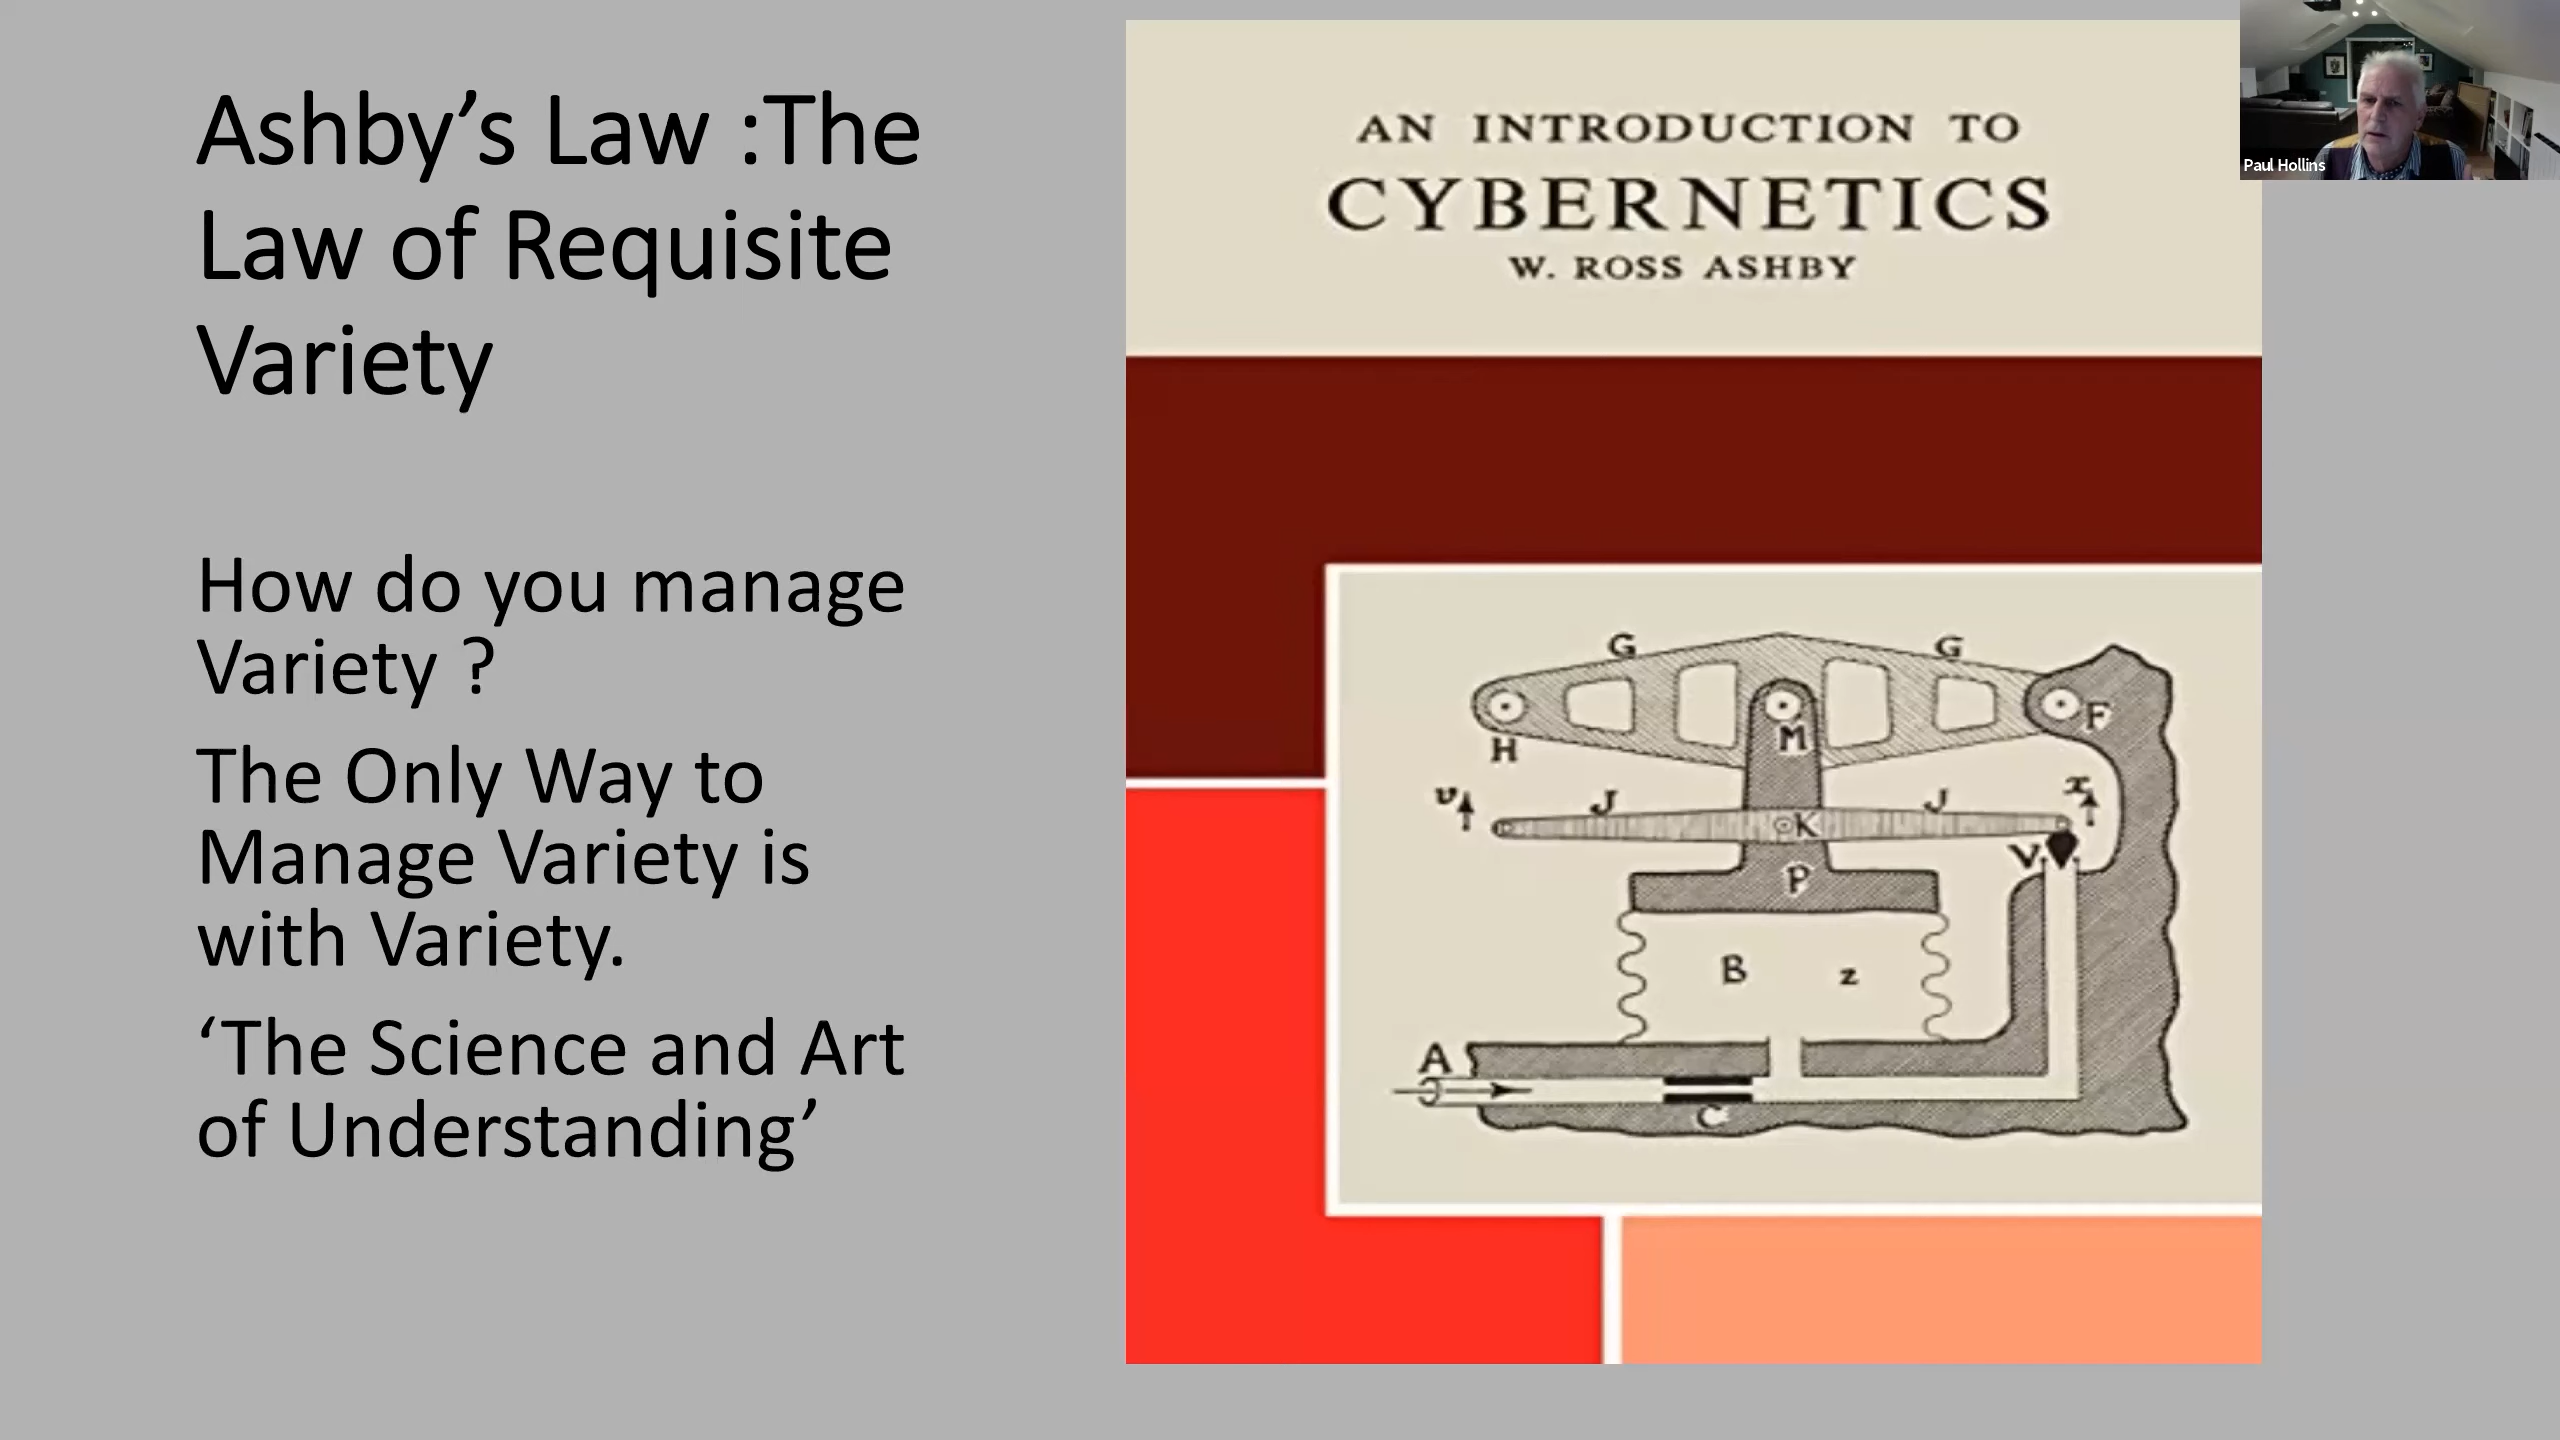 Ashby’s Law :The
Law of Requisite
Variety
How do you manage
Variety ?
The Only Way to
Manage Variety is
with Variety.
‘The Science and Art
of Understanding’
AN INTRODUCTION TO
CYBERNETICS
W. ROSS ASHBY
G G
H M F
v J J x
K
V
P
B z
A
C
Paul Hollins